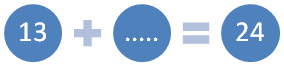 13 + ..... = 24